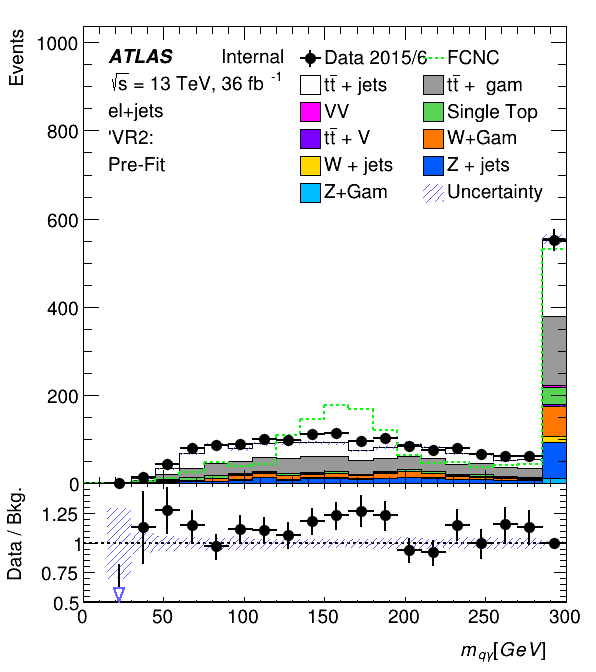 Events
1000
800
600
400
200
0
ATLAS Internal
√s = 13 TeV, 36 fb -1
el+jets
'VR2:
Pre-Fit
Data 2015/6 FCNC
tt̄ + jets tt̄ + gam
VV Single Top
tt̄ + V W+Gam
W + jets Z + jets
Z+Gam Uncertainty
Data / Bkg.
1.25
1
0.75
0.5
0 50 100 150 200 250 300
m_{qγ}[GeV]